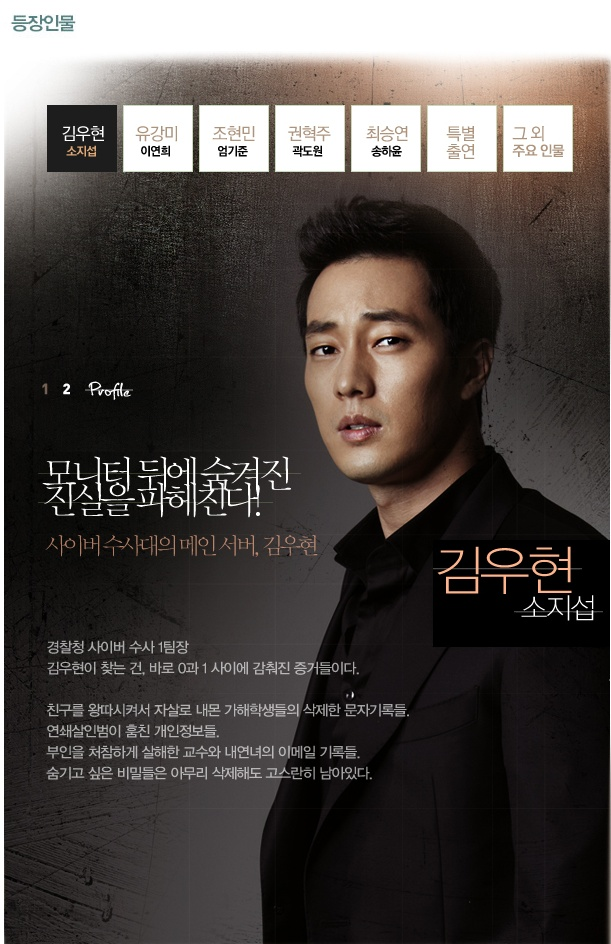 등장인물
김우현
소지섭
유강미
이연희
조현민
엄기준
권혁주
곽도원
최승연
송하윤
특별
출연
그 외
주요 인물
1 2 Profile
모니터 뒤에 숨겨진
진실을 파헤친다!
사이버 수사대의 메인 서버, 김우현
김우현
소지섭
경찰청 사이버 수사 1팀장
김우현이 찾는 건, 바로 0과 1 사이에 감춰진 증거들이다.
친구를 왕따시켜서 자살로 내몬 가해학생들의 삭제한 문자기록들.
연쇄살인범이 훔친 개인정보들.
부인을 처참하게 살해한 교수와 내연녀의 이메일 기록들.
숨기고 싶은 비밀들은 아무리 삭제해도 고스란히 남아있다.